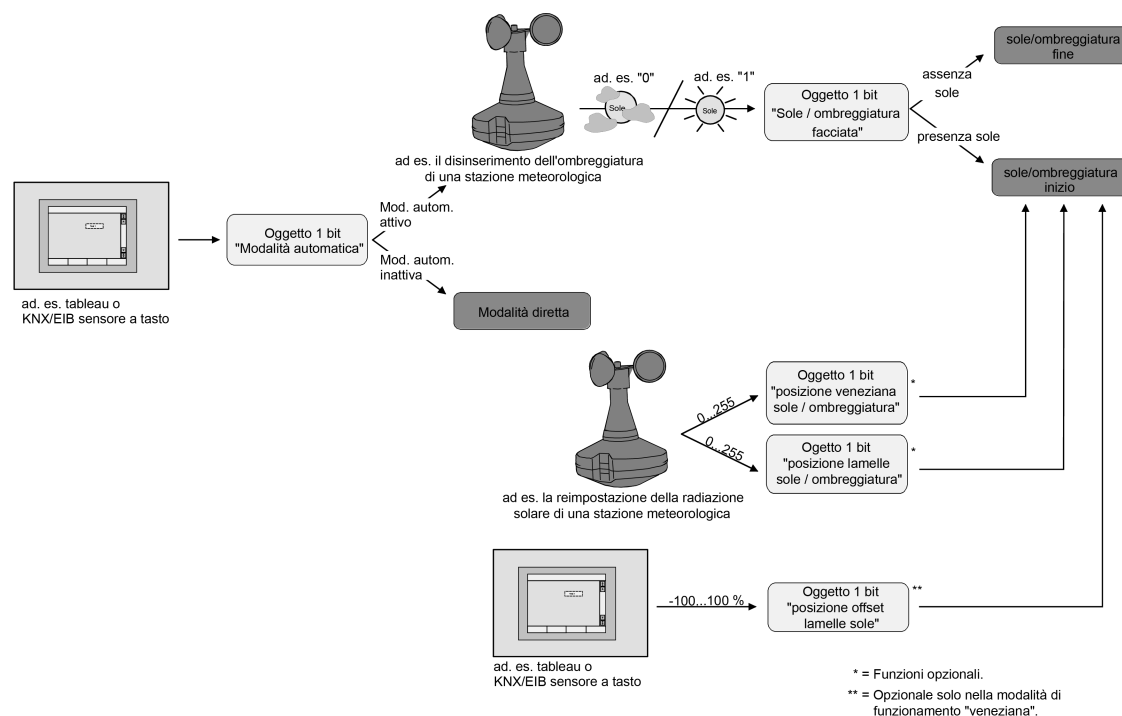 sole/ombreggiatura
fine
assenza
sole
ad. es. "0"
ad. es. "1"
Sole
Sole
Oggetto 1 bit
"Sole / ombreggiatura
facciata"
presenza sole
sole/ombreggiatura
inizio
ad es. il disinserimento dell'ombreggiatura
di una stazione meteorologica
Mod. autom.
attivo
Oggetto 1 bit
"Modalità automatica"
Mod. autom.
inattiva
ad. es. tableau o
KNX/EIB sensore a tasto
Modalità diretta
Oggetto 1 bit
"posizione veneziana
sole / ombreggiatura"
*
0...255
0...255
Ogetto 1 bit
"posizione lamelle
sole / ombreggiatura"
*
ad es. la reimpostazione della radiazione
solare di una stazione meteorologica
-100...100 %
Oggetto 1 bit
"posizione offset
lamelle sole"
**
ad. es. tableau o
KNX/EIB sensore a tasto
* = Funzioni opzionali.
** = Opzionale solo nella modalità di
funzionamento "veneziana".